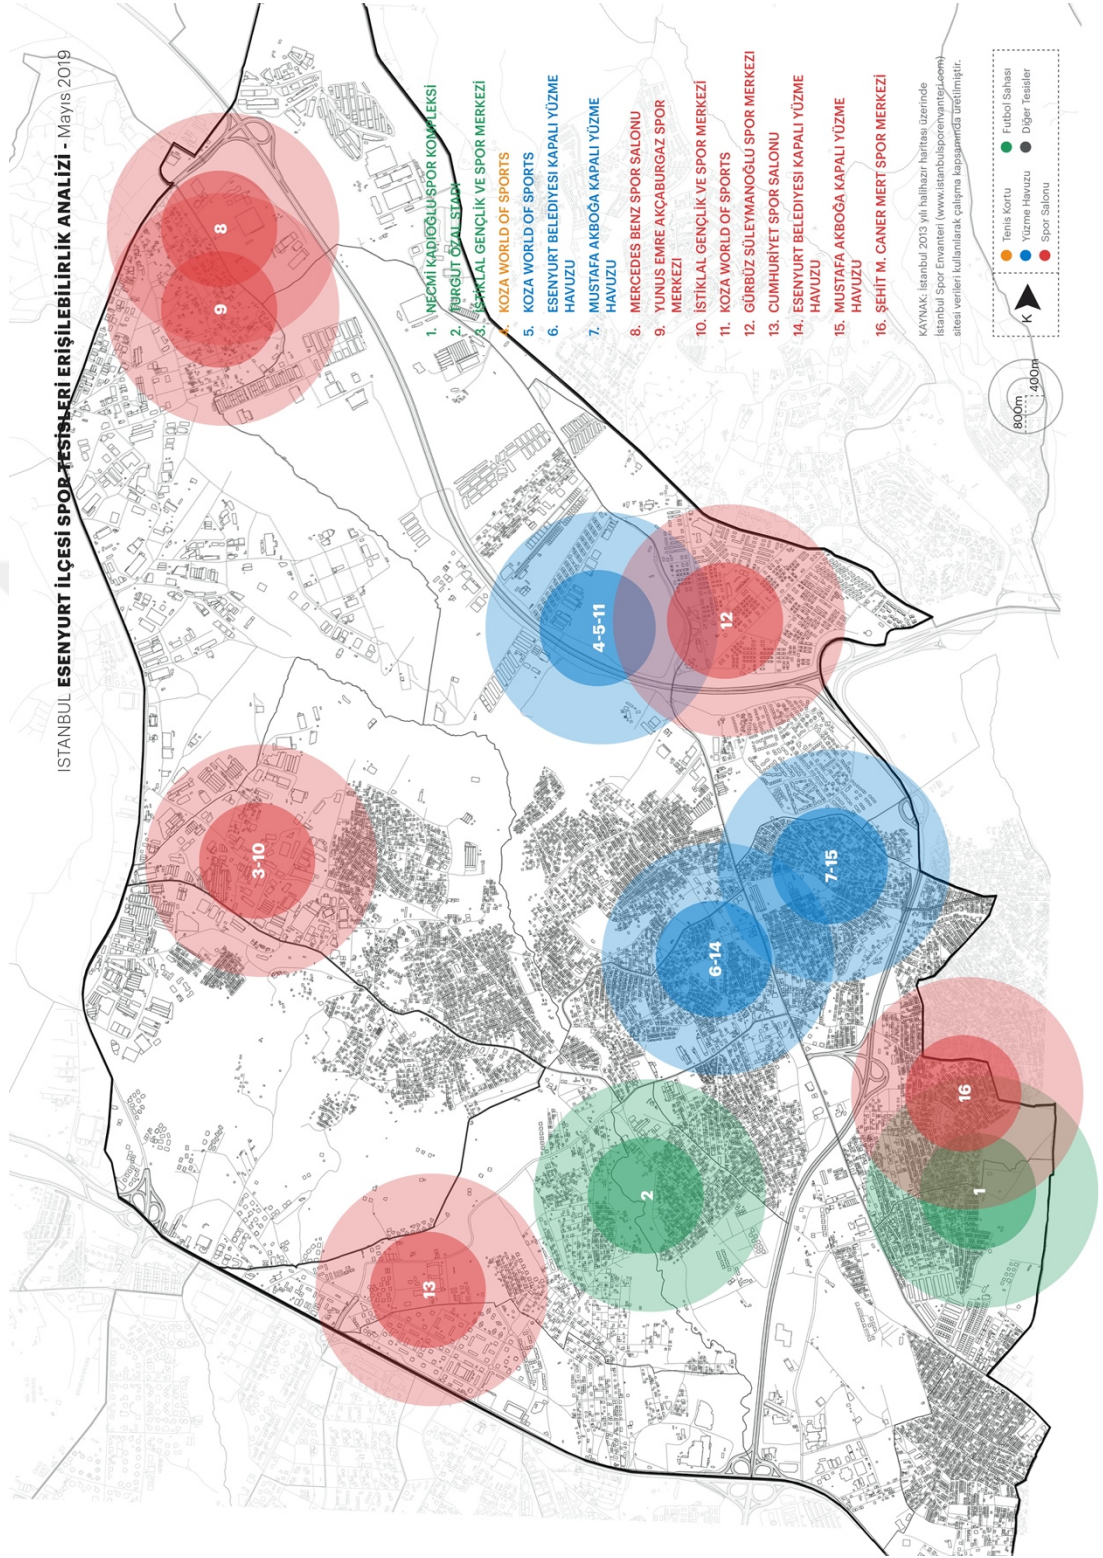 İSTANBUL ESENYURT İLÇESİ SPOR TESİSLERİ ERİŞİLEBİLİRLİK ANALİZİ - Mayıs 2019
8
9
3-10
4-5-11
12
13
2
6-14
7-15
16
1
1. NECMİ KADIOĞLU SPOR KOMPLEKSİ
2. TURGUT ÖZAL STADI
3. İSTİKLAL GENÇLİK VE SPOR MERKEZİ
4. KOZA WORLD OF SPORTS
5. KOZA WORLD OF SPORTS
6. ESENYURT BELEDİYESİ KAPALI YÜZME
HAVUZU
7. MUSTAFA AKBOĞA KAPALI YÜZME
HAVUZU
8. MERCEDES BENZ SPOR SALONU
9. YUNUS EMRE AKÇABURGAZ SPOR
MERKEZİ
10. İSTİKLAL GENÇLİK VE SPOR MERKEZİ
11. KOZA WORLD OF SPORTS
12. GÜRBÜZ SÜLEYMANOĞLU SPOR MERKEZİ
13. CUMHURİYET SPOR SALONU
14. ESENYURT BELEDİYESİ KAPALI YÜZME
HAVUZU
15. MUSTAFA AKBOĞA KAPALI YÜZME
HAVUZU
16. ŞEHİT M. CANER MERT SPOR MERKEZİ
KAYNAK: İstanbul 2013 yılı halihazır haritası üzerinde
İstanbul Spor Envanteri (www.istanbulsporenvanteri.com)
sitesi verileri kullanılarak çalışma kapsamında üretilmiştir.
800m
400m
K
Tenis Kortu
Futbol Sahası
Yüzme Havuzu
Diğer Tesisler
Spor Salonu